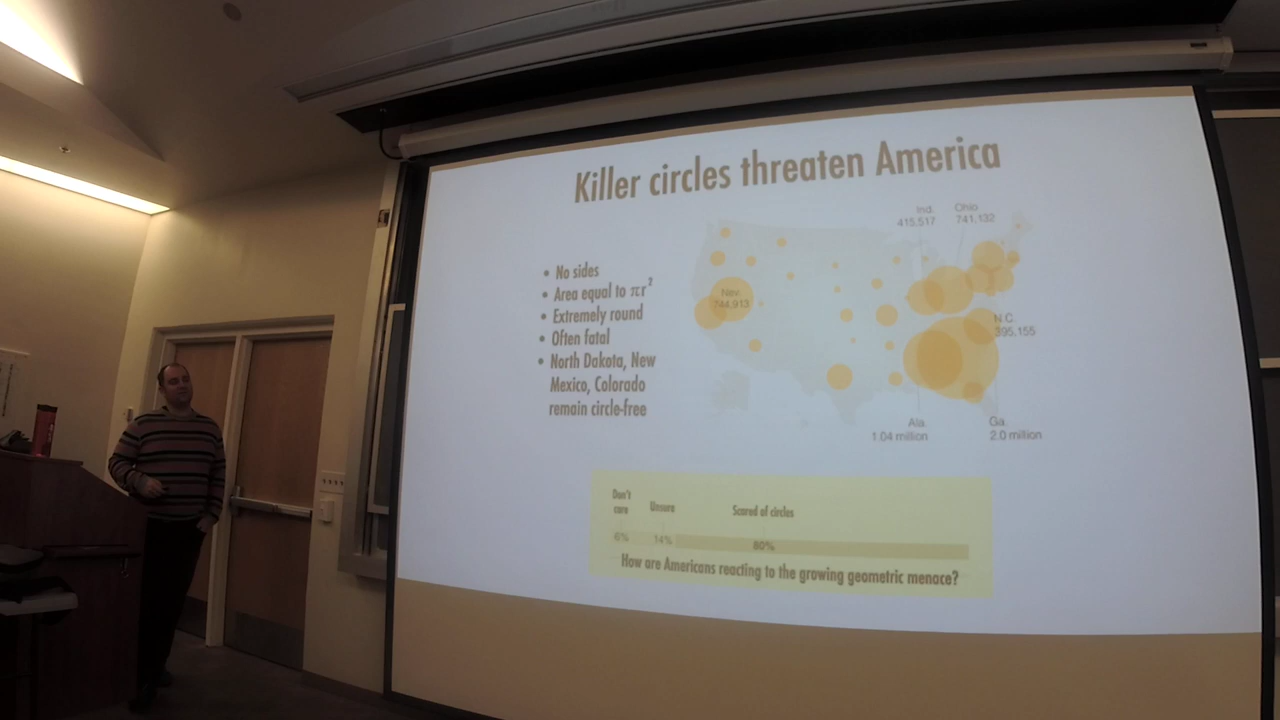 Killer circles threaten America
• No sides
• Area equal to πr²
• Extremely round
• Often fatal
• North Dakota, New
Mexico, Colorado
remain circle-free
Ind.
415,517
Ohio
741,132
Nev.
744,913
N.C.
395,155
Ala.
1.04 million
Ga.
2.0 million
Don't
care
Unsure
Scared of circles
6%
14%
80%
How are Americans reacting to the growing geometric menace?